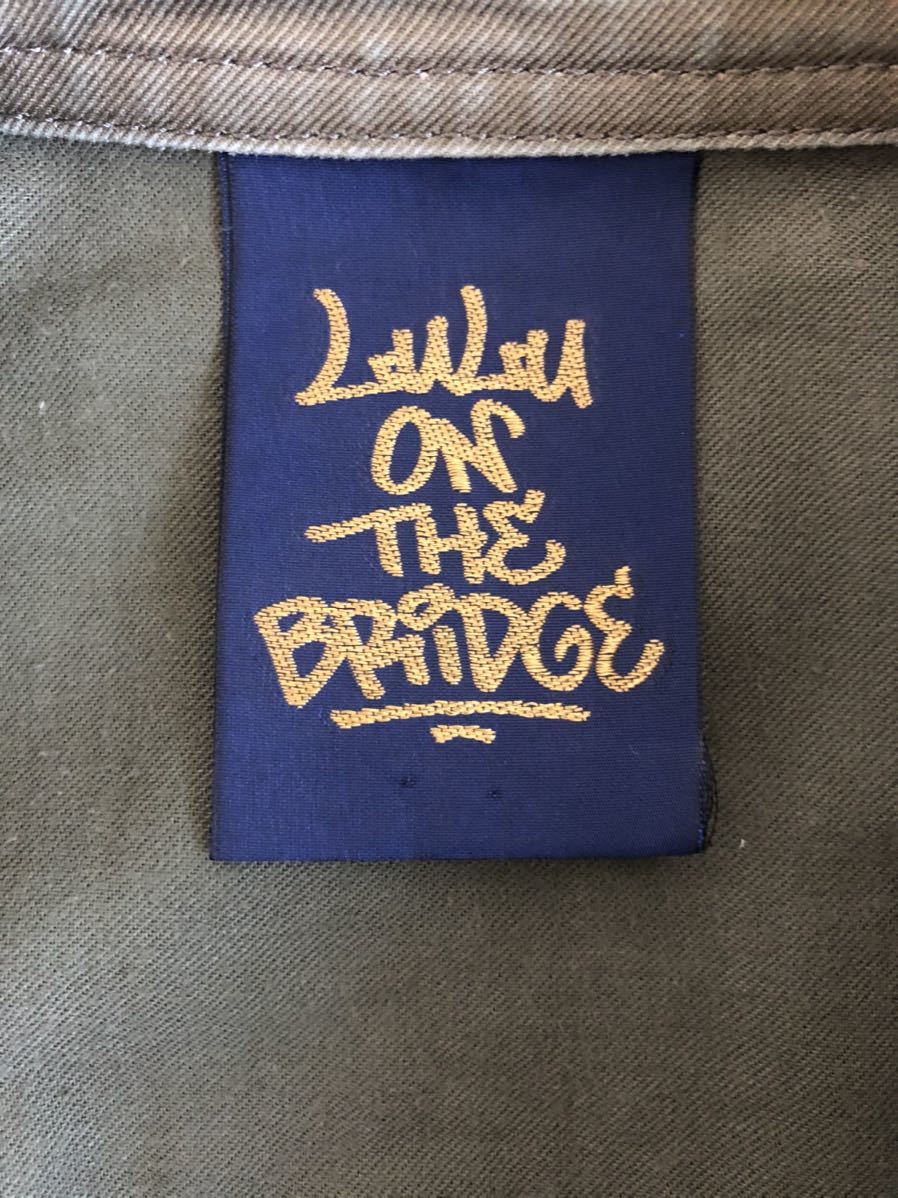 LuLu
ON
THE
BRiDGE